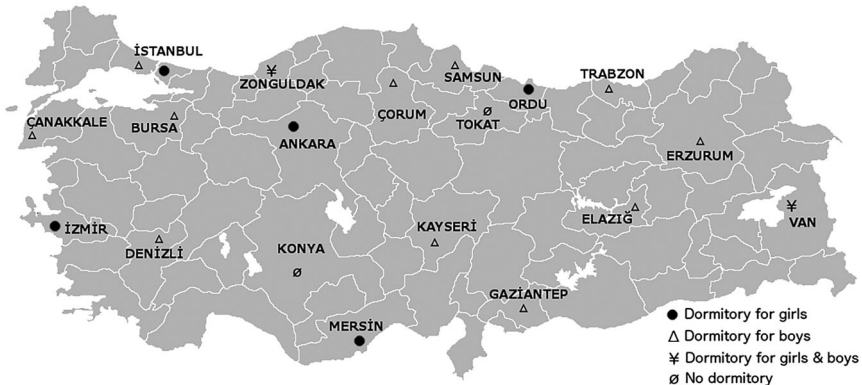 İSTANBUL
ZONGULDAK
SAMSUN
TRABZON
ÇANAKKALE
BURSA
ÇORUM
ORDU
TOKAT
ANKARA
ERZURUM
İZMİR
DENİZLİ
KONYA
KAYSERİ
ELAZIĞ
VAN
GAZİANTEP
MERSİN
● Dormitory for girls
△ Dormitory for boys
¥ Dormitory for girls & boys
ø No dormitory